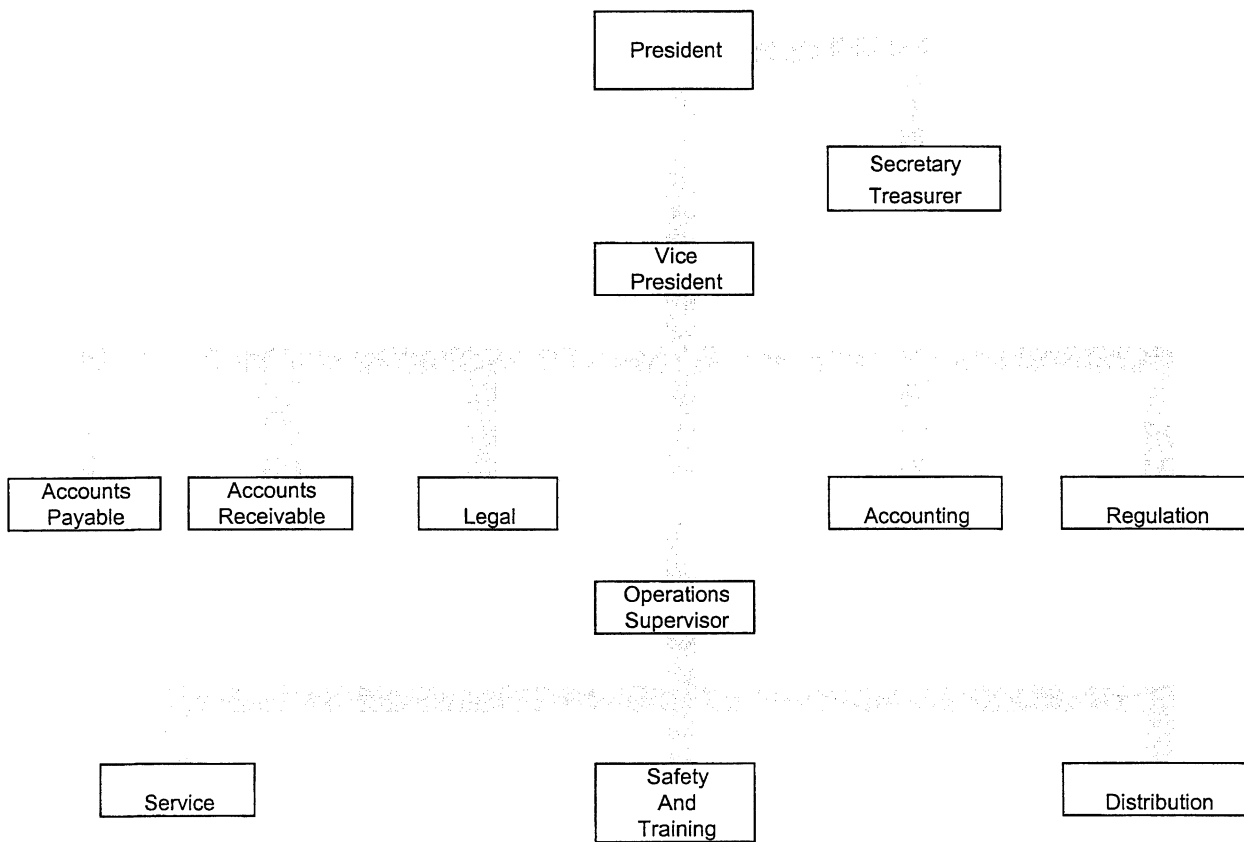 President
Secretary
Treasurer
Vice
President
Accounts
Payable
Accounts
Receivable
Legal
Accounting
Regulation
Operations
Supervisor
Service
Safety
And
Training
Distribution